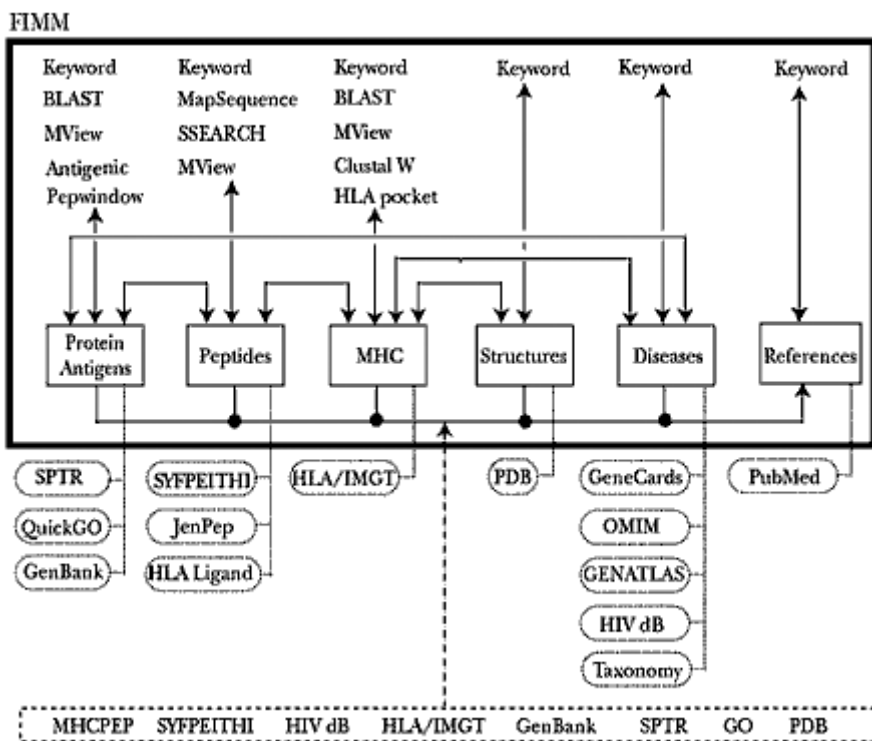 FIMM
Keyword Keyword Keyword Keyword Keyword Keyword
BLAST MapSequence BLAST
MView SSEARCH MView
Antigenic MView Clustal W
Pepwindow HLA pocket
Protein
Antigens Peptides MHC Structures Diseases References
SPTR SYFPEITHI HLA/IMGT PDB GeneCards PubMed
QuickGO JenPep OMIM
GenBank HLA Ligand GENATLAS
HIV dB
Taxonomy
MHCPEP SYFPEITHI HIV dB HLA/IMGT GenBank SPTR GO PDB